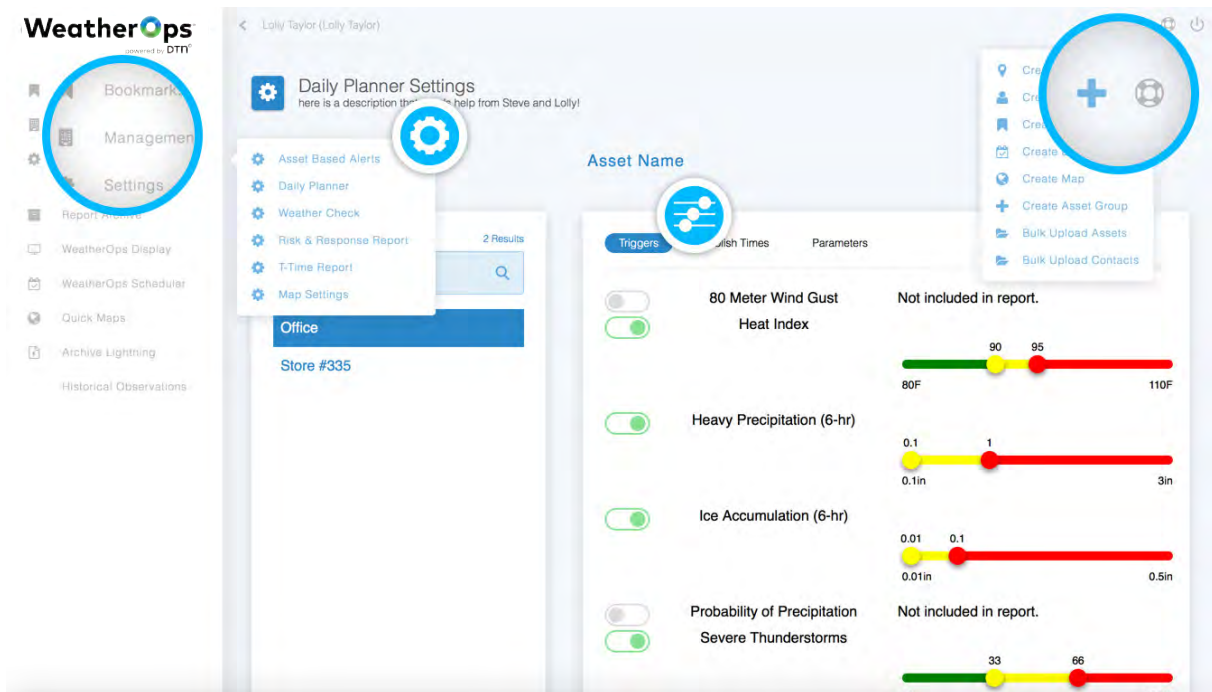 WeatherOps
powered by DTN®
Lolly Taylor (Lolly Taylor)
Bookmarks
Management
Settings
Report Archive
WeatherOps Display
WeatherOps Schedular
Quick Maps
Archive Lightning
Historical Observations
Daily Planner Settings
here is a description help from Steve and Lolly!
Asset Based Alerts
Daily Planner
Weather Check
Risk & Response Report
T-Time Report
Map Settings
2 Results
Office
Store #335
Asset Name
Triggers
Times
Parameters
80 Meter Wind Gust
Not included in report.
Heat Index
90 95
80F 110F
Heavy Precipitation (6-hr)
0.1 1
0.1in 3in
Ice Accumulation (6-hr)
0.01 0.1
0.01in 0.5in
Probability of Precipitation
Not included in report.
Severe Thunderstorms
33 66
Create
Create Map
Create Asset Group
Bulk Upload Assets
Bulk Upload Contacts